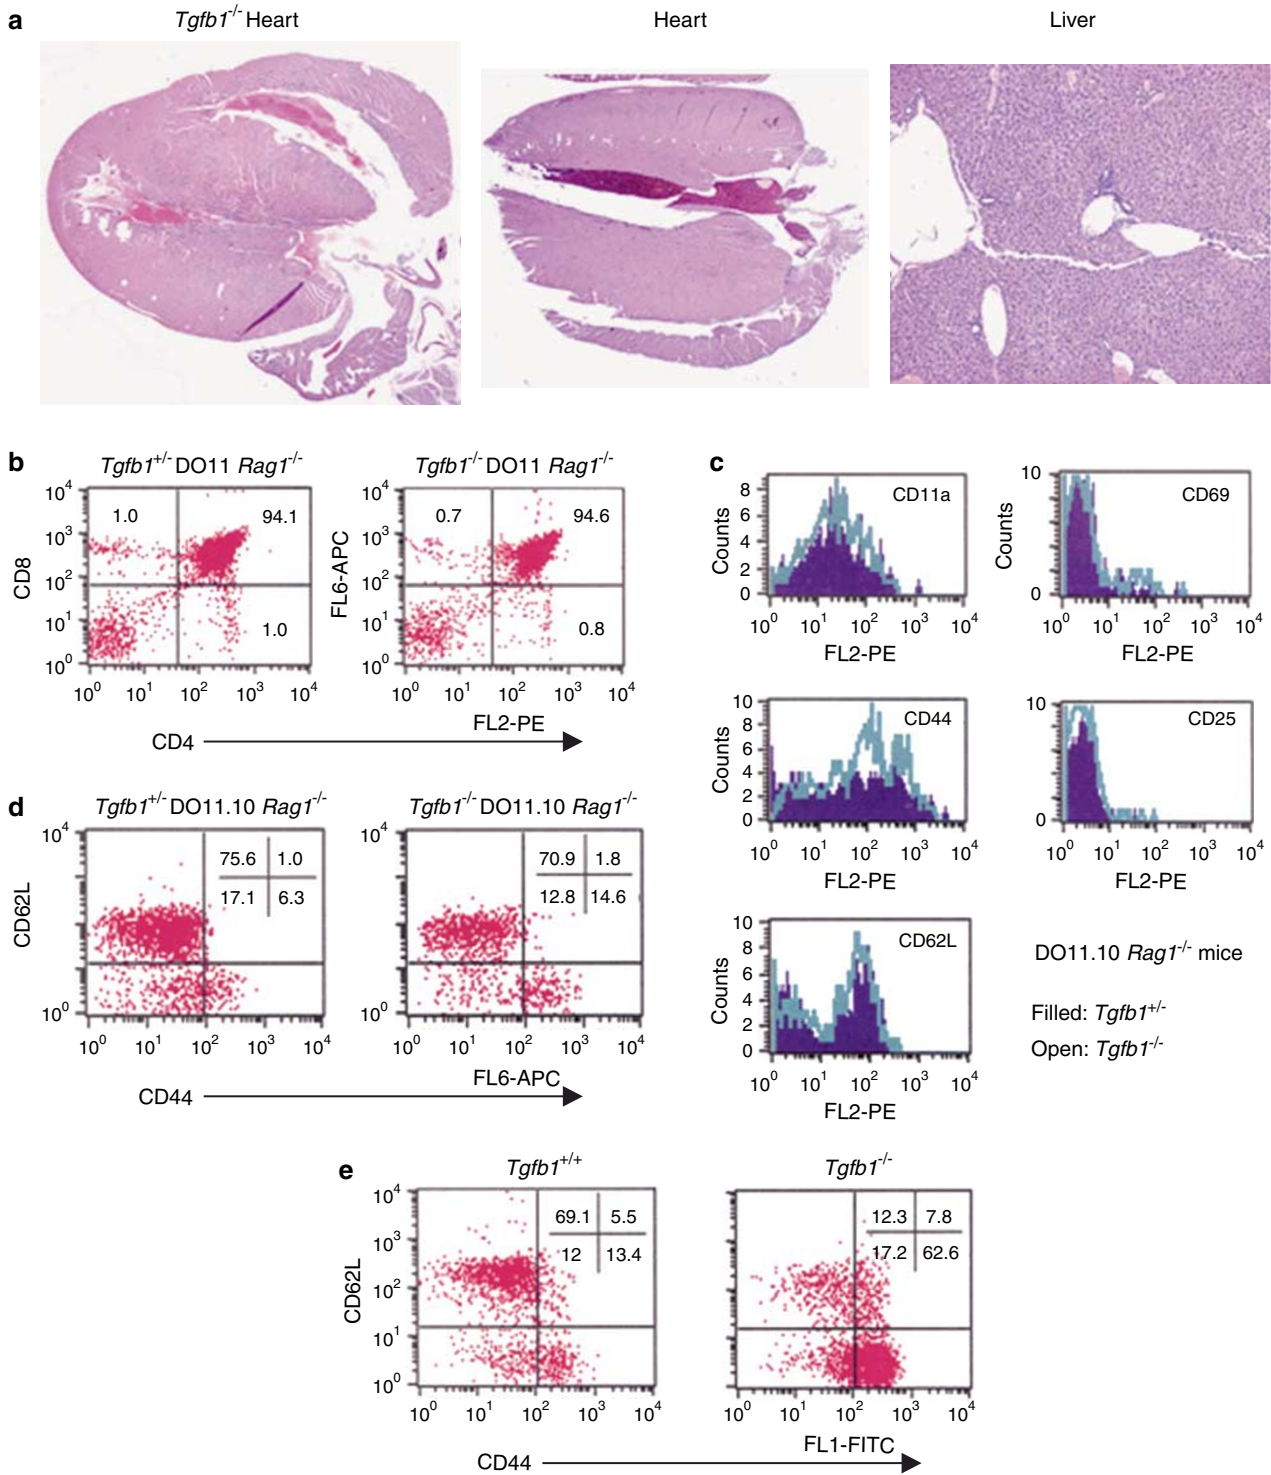 a
Tgfb1-/- Heart
Heart
Liver
b
Tgfb1+/- DO11 Rag1-/-
Tgfb1-/- DO11 Rag1-/-
CD8
10^4
10^3
10^2
10^1
10^0
1.0
94.1
1.0
10^0 10^1 10^2 10^3 10^4
FL6-APC
10^4
10^3
10^2
10^1
10^0
0.7
94.6
0.8
10^0 10^1 10^2 10^3 10^4
FL2-PE
CD4
c
CD11a
Counts
8
6
4
2
0
10^0 10^1 10^2 10^3 10^4
FL2-PE
CD69
Counts
10
0
10^0 10^1 10^2 10^3 10^4
FL2-PE
CD44
Counts
10
8
6
4
2
0
10^0 10^1 10^2 10^3 10^4
FL2-PE
CD25
10
0
10^0 10^1 10^2 10^3 10^4
FL2-PE
CD62L
Counts
10
8
6
4
2
0
10^0 10^1 10^2 10^3 10^4
FL2-PE
DO11.10 Rag1-/- mice
Filled: Tgfb1+/-
Open: Tgfb1-/-
d
Tgfb1+/- DO11.10 Rag1-/-
Tgfb1-/- DO11.10 Rag1-/-
CD62L
10^4
10^0
75.6 1.0
17.1 6.3
10^0 10^1 10^2 10^3 10^4
10^4
10^0
70.9 1.8
12.8 14.6
10^0 10^1 10^2 10^3 10^4
FL6-APC
CD44
e
Tgfb1+/+
Tgfb1-/-
CD62L
10^4
10^3
10^2
10^1
10^0
69.1 5.5
12 13.4
10^0 10^1 10^2 10^3 10^4
12.3 7.8
17.2 62.6
10^0 10^1 10^2 10^3 10^4
FL1-FITC
CD44